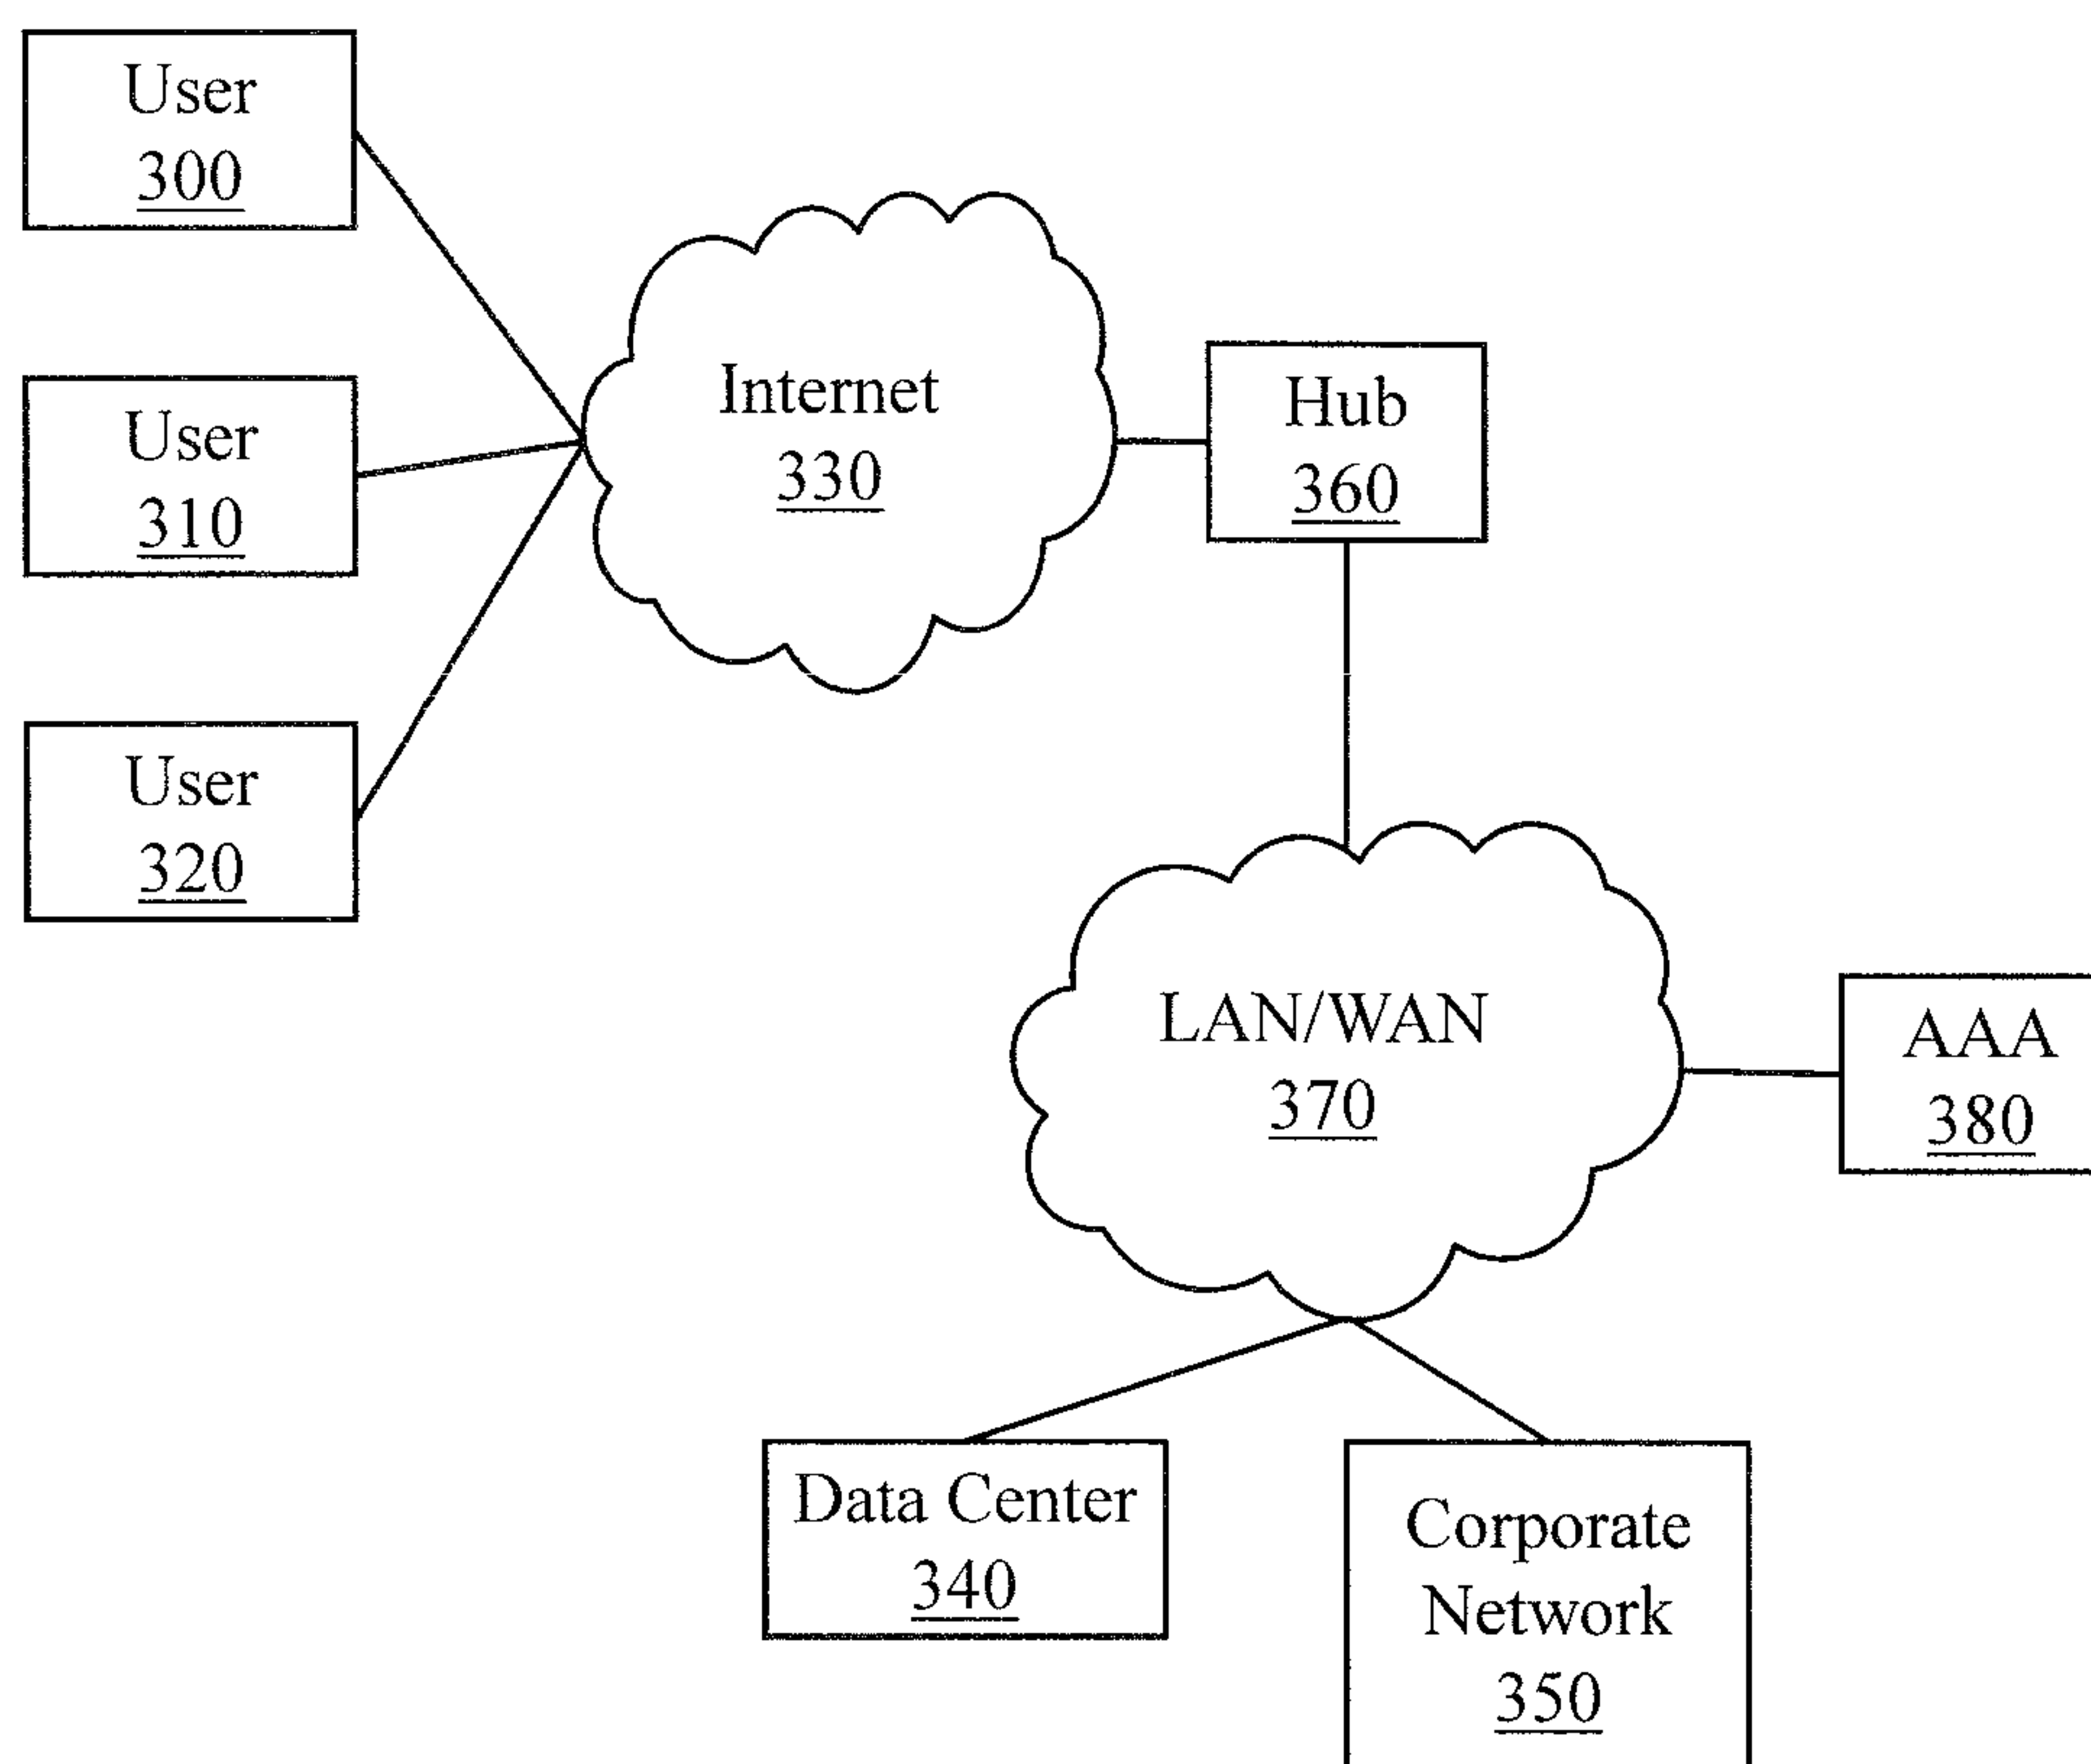 User
300
User
310
User
320
Internet
330
Hub
360
LAN/WAN
370
AAA
380
Data Center
340
Corporate
Network
350